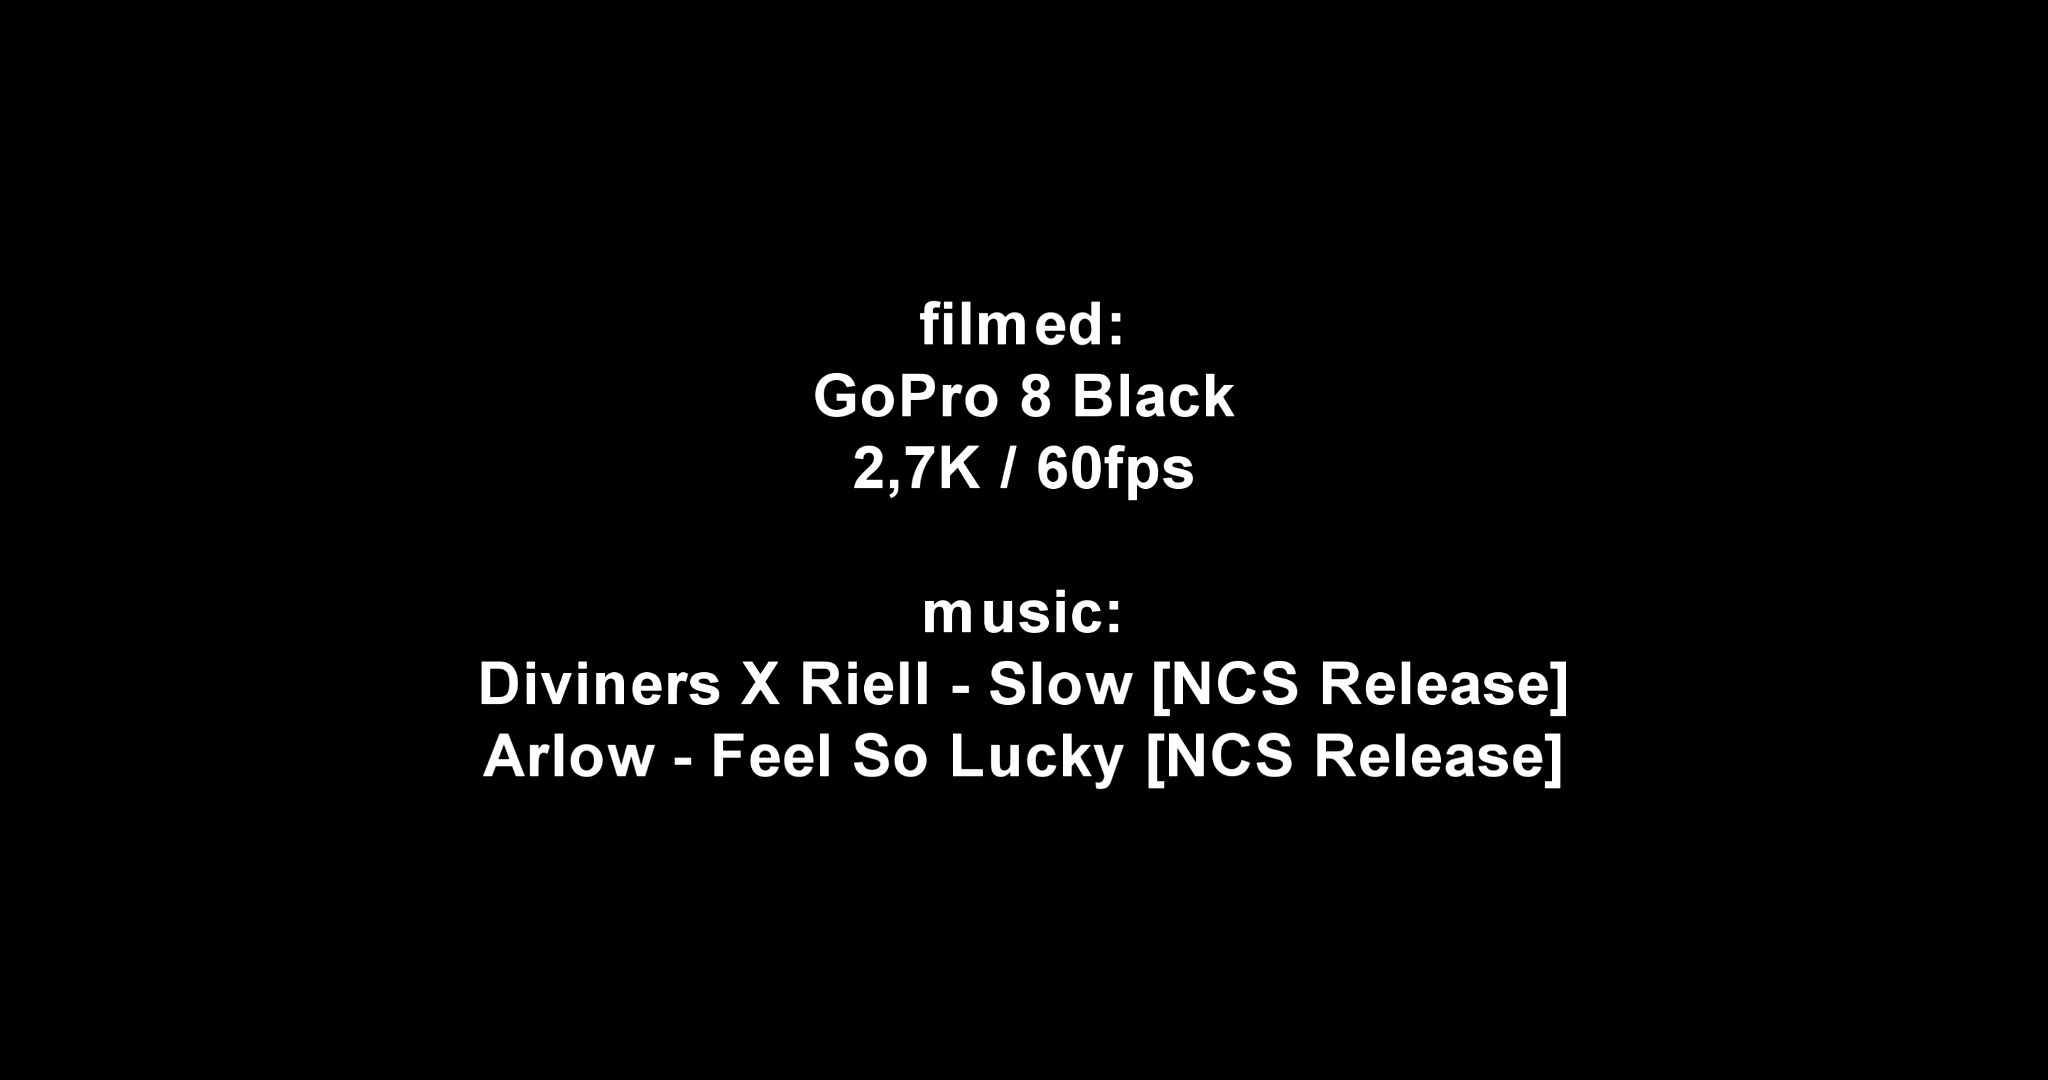 filmed:
GoPro 8 Black
2,7K / 60fps
music:
Diviners X Riell - Slow [NCS Release]
Arlow - Feel So Lucky [NCS Release]